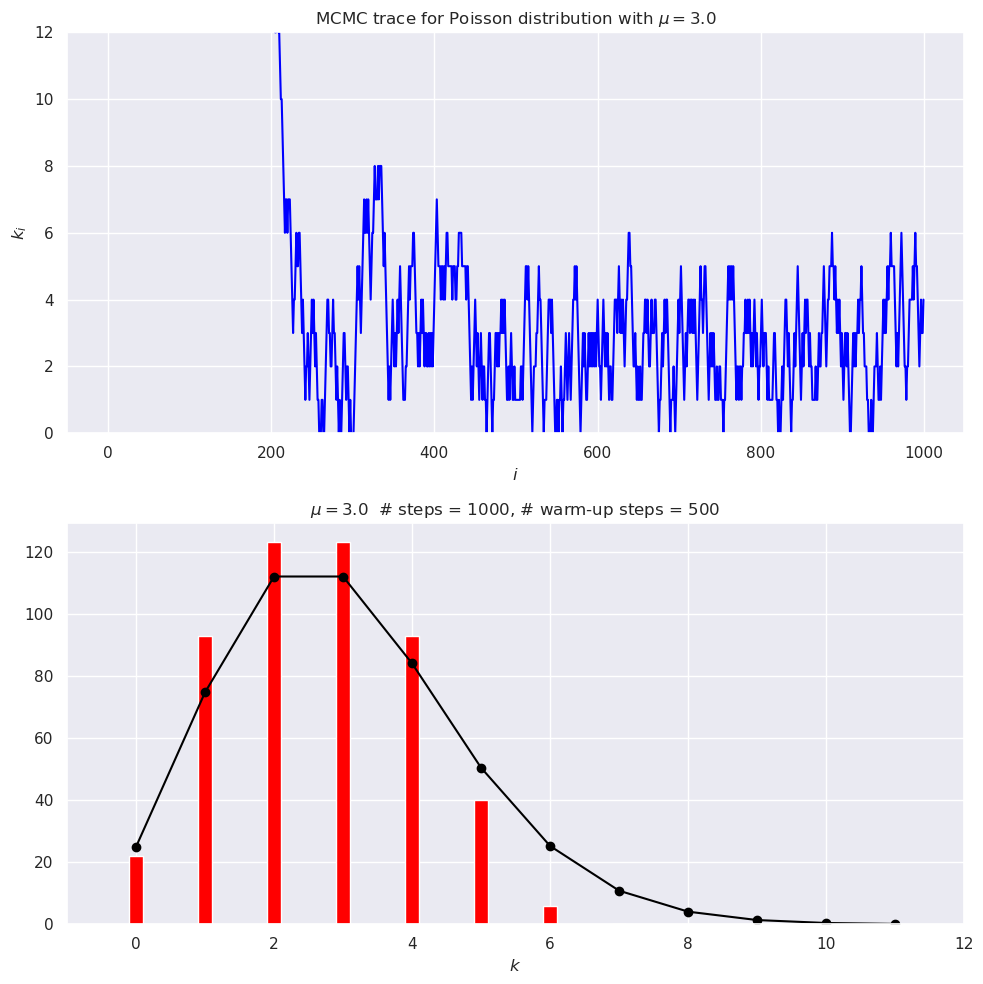 MCMC trace for Poisson distribution with μ = 3.0
12
10
8
6
4
2
0
kᵢ
0 200 400 600 800 1000
i
μ = 3.0 # steps = 1000, # warm-up steps = 500
120
100
80
60
40
20
0
0 2 4 6 8 10 12
k